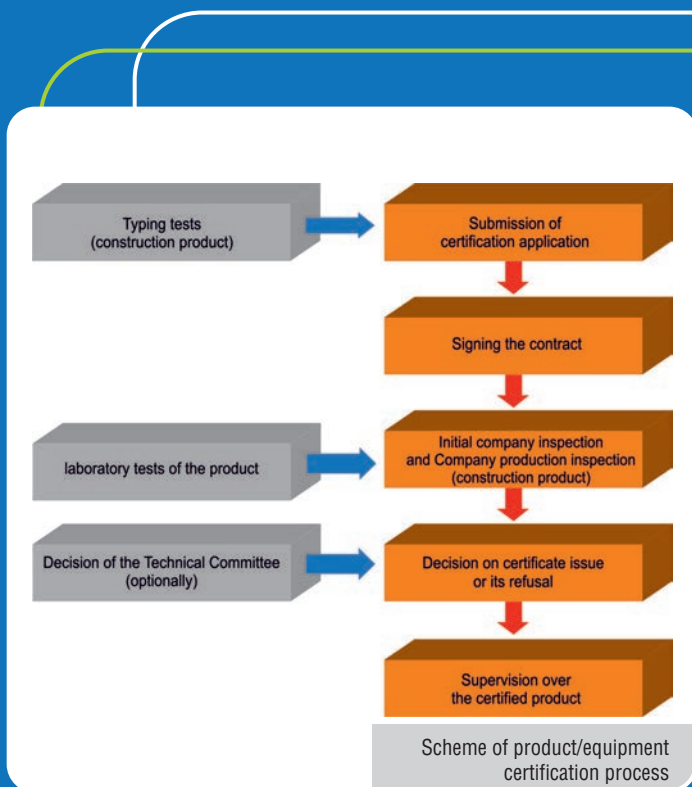 Typing tests
(construction product)
Submission of
certification application
Signing the contract
laboratory tests of the product
Initial company inspection
and Company production inspection
(construction product)
Decision of the Technical Committee
(optionally)
Decision on certificate issue
or its refusal
Supervision over
the certified product
Scheme of product/equipment
certification process